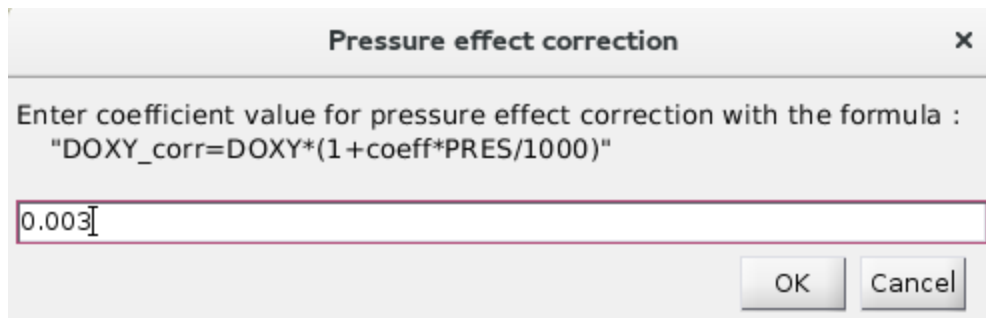 Pressure effect correction ×
Enter coefficient value for pressure effect correction with the formula :
"DOXY_corr=DOXY*(1+coeff*PRES/1000)"
0.003
OK Cancel